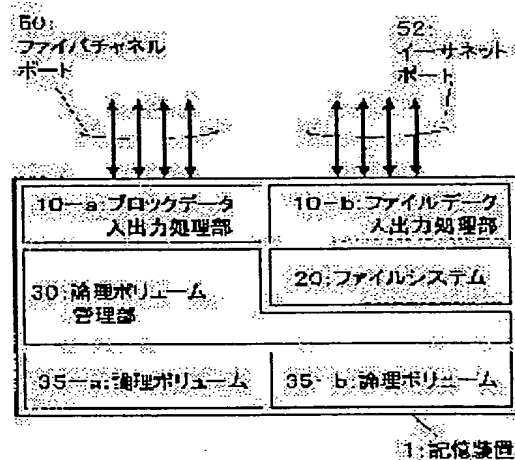 50:
ファイバチャネル
ポート
52:
イーサネット
ポート
10-a:ブロックデータ
入出力処理部
10-b:ファイルデータ
入出力処理部
20:ファイルシステム
30:論理ボリューム
管理部
35-a:論理ボリューム
35-b:論理ボリューム
1:記憶装置